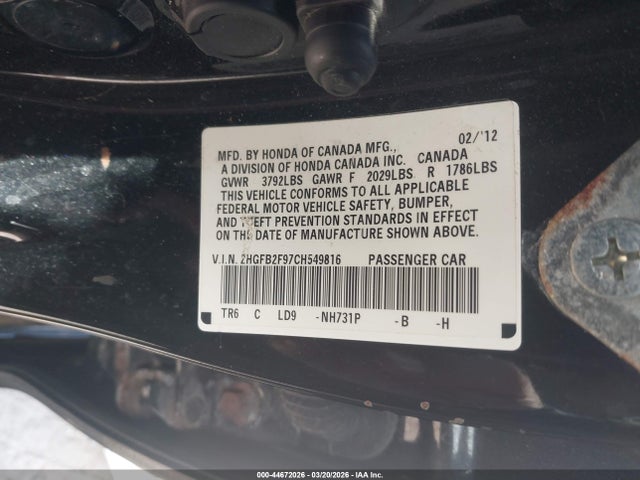 02/'12
MFD. BY HONDA OF CANADA MFG.,
A DIVISION OF HONDA CANADA INC. CANADA
GVWR 3792LBS GAWR F 2029LBS R 1786LBS
THIS VEHICLE CONFORMS TO ALL APPLICABLE
FEDERAL MOTOR VEHICLE SAFETY, BUMPER,
AND THEFT PREVENTION STANDARDS IN EFFECT
ON THE DATE OF MANUFACTURE SHOWN ABOVE.
V.I.N. 2HGFB2F97CH549816 PASSENGER CAR
TR6 C LD9 -NH731P -B -H
000-44672026 - 03/20/2026 - IAA Inc.